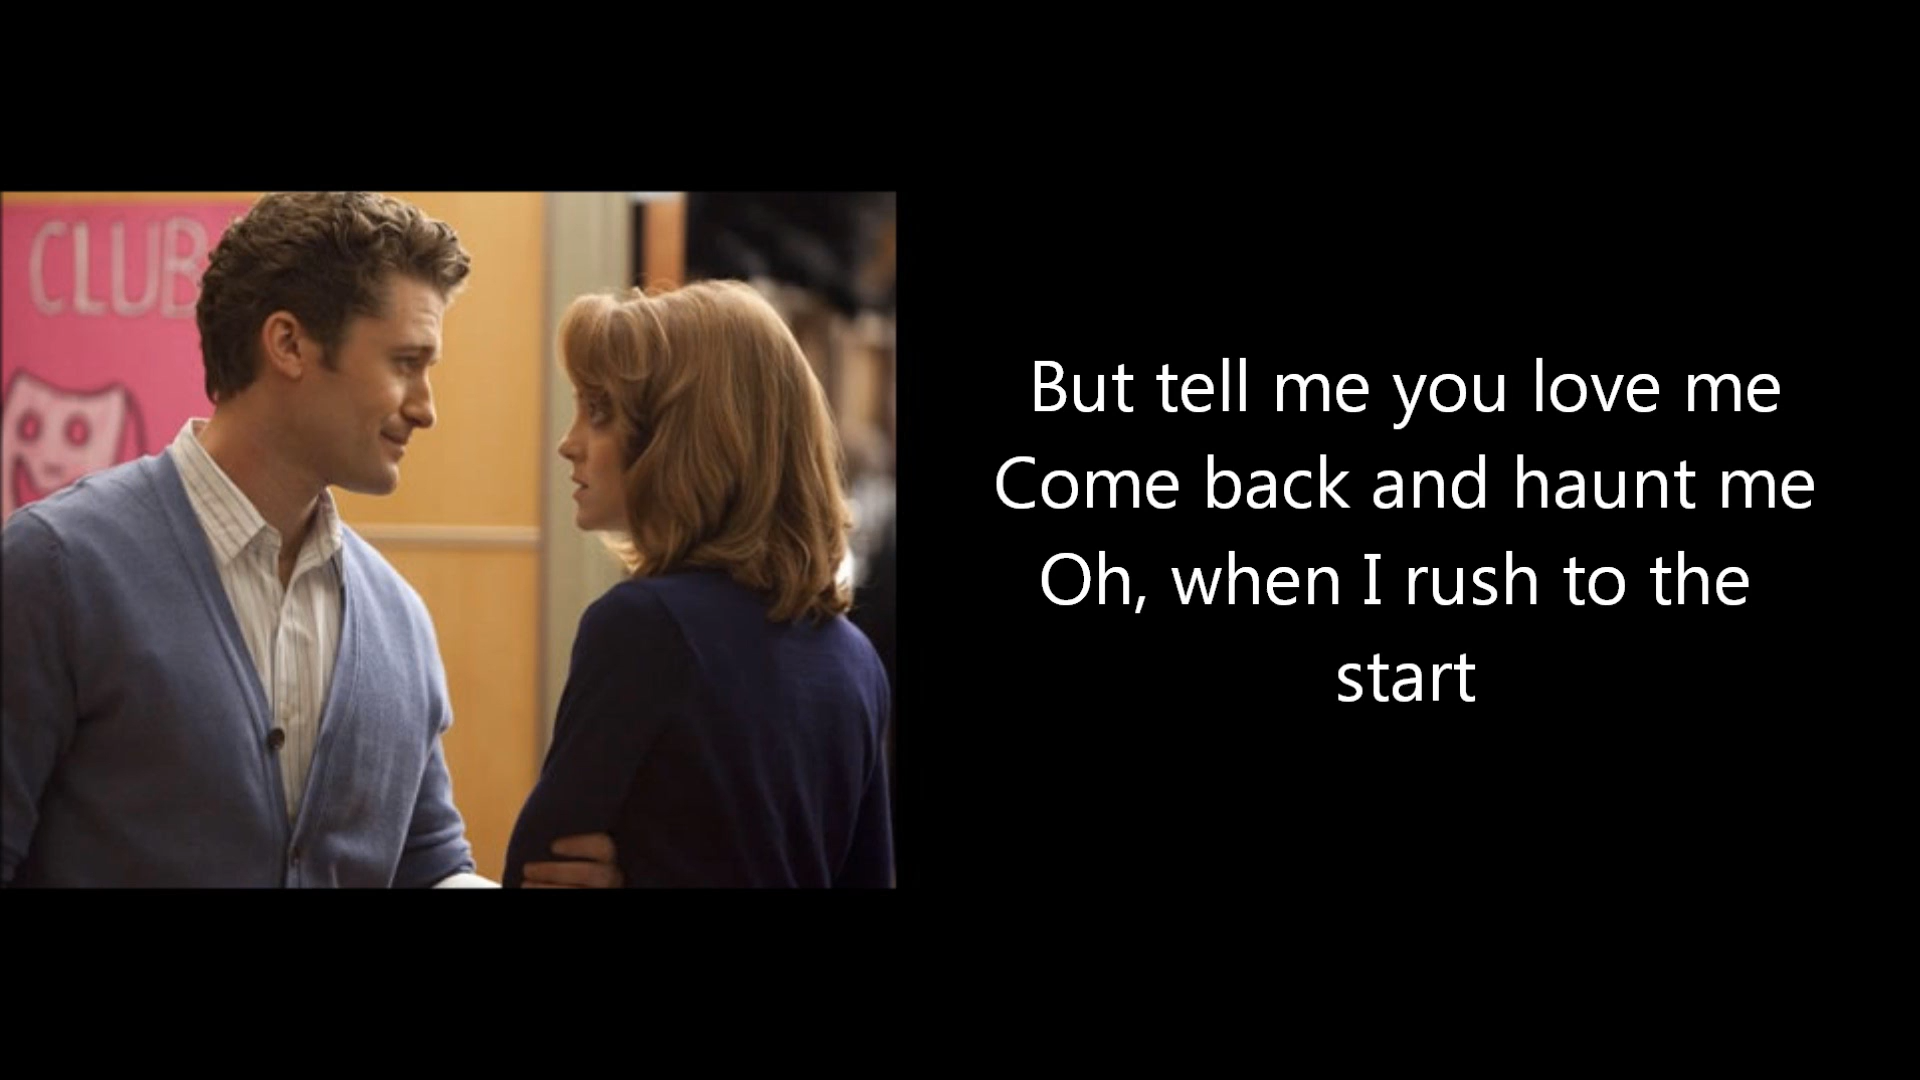 CLUB
But tell me you love me
Come back and haunt me
Oh, when I rush to the
start